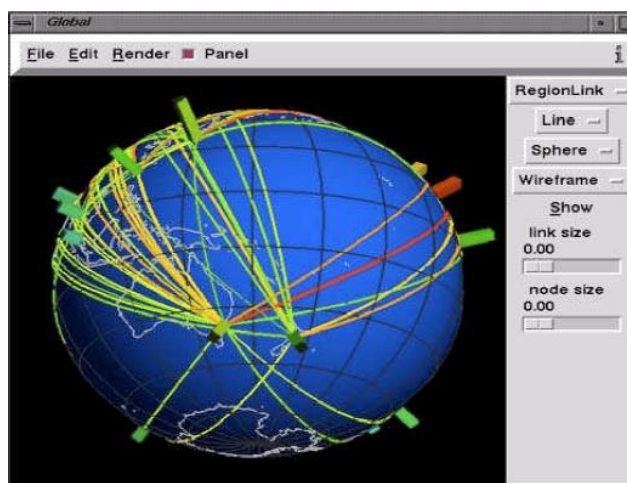 Global
File Edit Render Panel i
RegionLink
Line
Sphere
Wireframe
Show
link size
0.00
node size
0.00